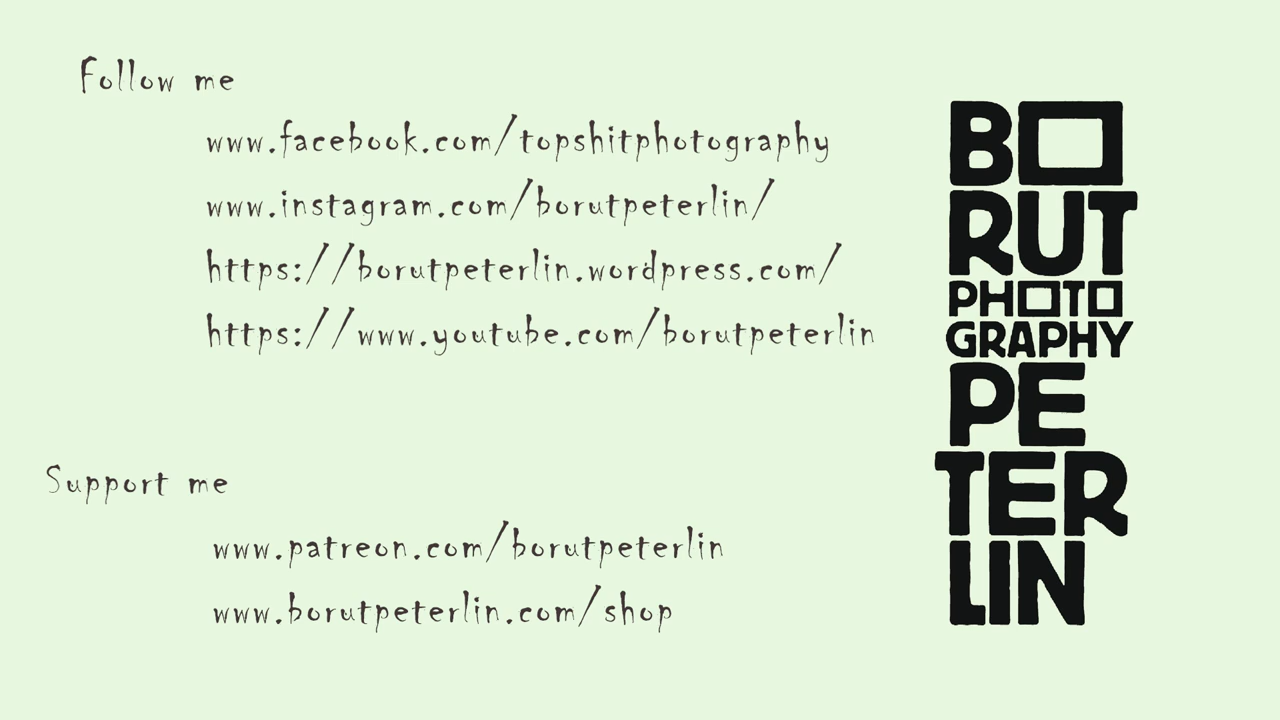 Follow me
www.facebook.com/topshitphotography
www.instagram.com/borutpeterlin/
https://borutpeterlin.wordpress.com/
https://www.youtube.com/borutpeterlin
Support me
www.patreon.com/borutpeterlin
www.borutpeterlin.com/shop
BO
RUT
PHOTO
GRAPHY
PE
TER
LIN